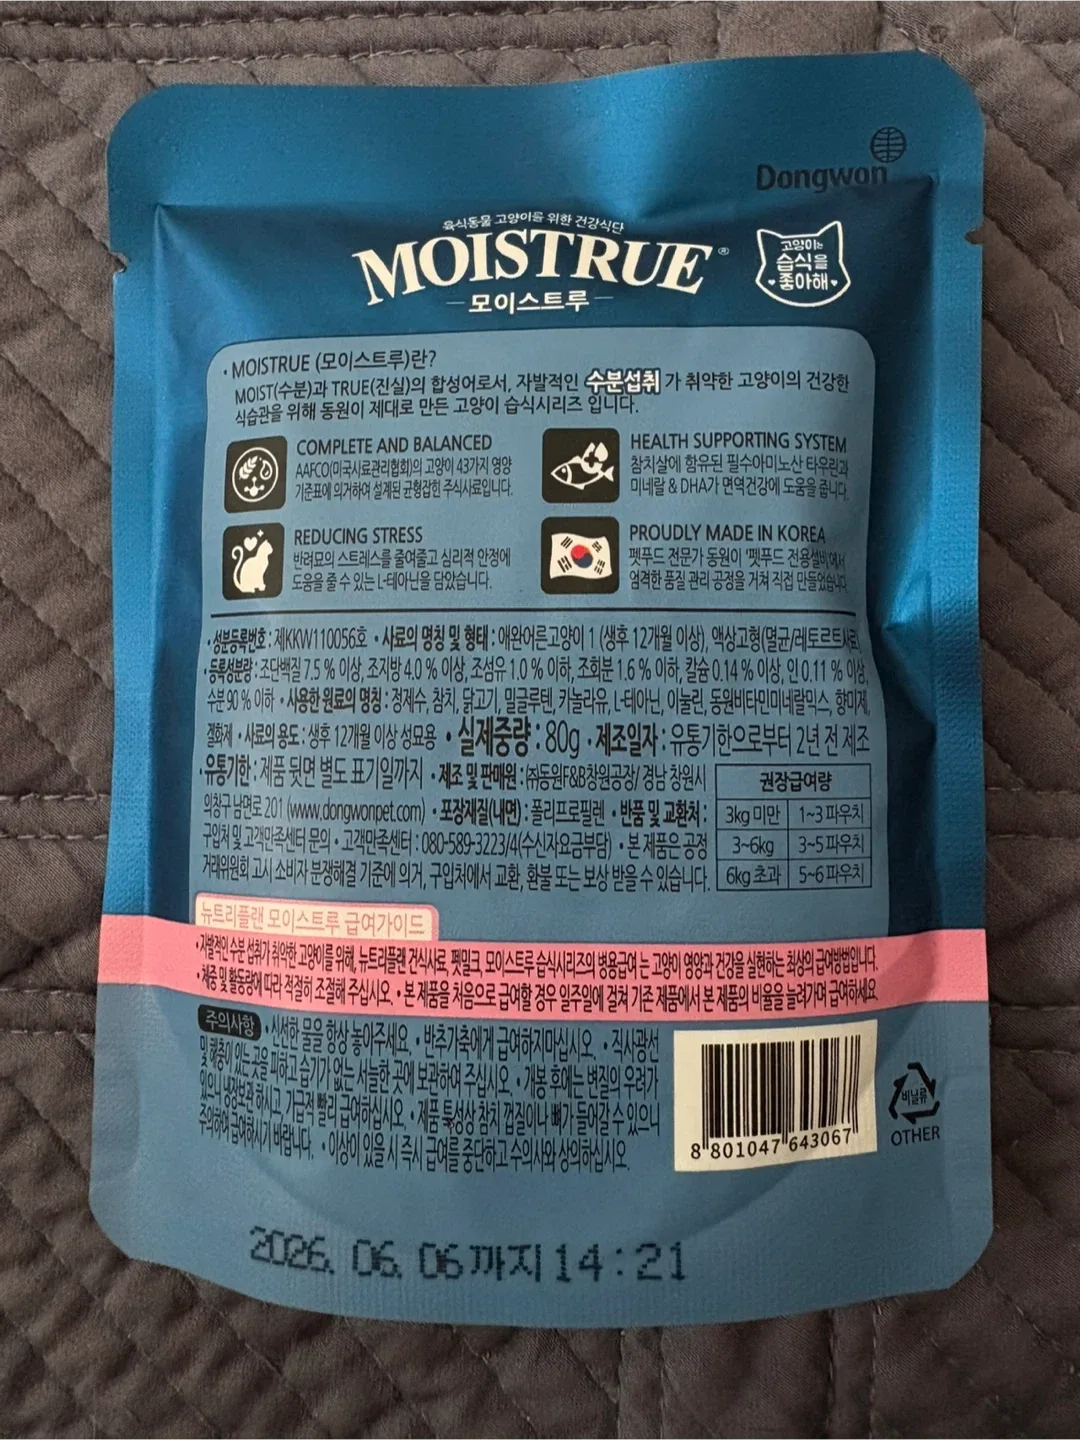 Dongwon
육식동물 고양이를 위한 건강식단
MOISTRUE®
모이스트루
고양이는
습식을
좋아해
• MOISTRUE (모이스트루)란?
MOIST(수분)과 TRUE(진실)의 합성어로서, 자발적인 수분섭취가 취약한 고양이의 건강한
식습관을 위해 동원이 제대로 만든 고양이 습식시리즈 입니다.
COMPLETE AND BALANCED
AAFCO(미국사료관리협회)의 고양이 43가지 영양
기준표에 의거하여 설계된 균형잡힌 주식사료입니다.
HEALTH SUPPORTING SYSTEM
참치살에 함유된 필수아미노산 타우린과
미네랄 & DHA가 면역건강에 도움을 줍니다.
REDUCING STRESS
반려묘의 스트레스를 줄여줄고 심리적 안정에
도움을 줄 수 있는 L-테아닌을 담았습니다.
PROUDLY MADE IN KOREA
펫푸드 전문가 동원이 '펫푸드 전용설비'에서
엄격한 품질 관리 공정을 거쳐 직접 만들었습니다.
• 성분등록번호 : 제KKW110056호 • 사료의 명칭 및 형태 : 애완어른고양이 1 (생후 12개월 이상), 액상고형(멸균/레토르트사료),
• 등록성분량 : 조단백질 7.5 % 이상, 조지방 4.0 % 이상, 조섬유 1.0 % 이하, 조회분 1.6 % 이하, 칼슘 0.14 % 이상, 인 0.11 % 이상,
수분 90 % 이하 • 사용한 원료의 명칭 : 정제수, 참치, 닭고기, 밀글루텐, 카놀라유, L-테아닌, 이눌린, 동원비타민미네랄믹스, 향미제,
겔화제 • 사료의 용도 : 생후 12개월 이상 성묘용 • 실제중량 : 80g • 제조일자 : 유통기한으로부터 2년 전 제조
• 유통기한 : 제품 뒷면 별도 표기일까지 • 제조 및 판매원 : ㈜동원F&B창원공장/ 경남 창원시
의창구 남면로 201 (www.dongwonpet.com) • 포장재질(내면) : 폴리프로필렌 • 반품 및 교환처 :
구입처 및 고객만족센터 문의 • 고객만족센터 : 080-589-3223/4(수신자요금부담) • 본 제품은 공정
거래위원회 고시 소비자 분쟁해결 기준에 의거, 구입처에서 교환, 환불 또는 보상 받을 수 있습니다.
권장급여량
3kg 미만 1~3 파우치
3~6kg 3~5 파우치
6kg 초과 5~6 파우치
뉴트리플랜 모이스트루 급여가이드
• 자발적인 수분 섭취가 취약한 고양이를 위해, 뉴트리플랜 건식사료, 펫밀크, 모이스트루 습식시리즈의 병용급여 는 고양이 영양과 건강을 실현하는 최상의 급여방법입니다.
• 체중 및 활동량에 따라 적절히 조절해 주십시오. • 본 제품을 처음으로 급여할 경우 일주일에 걸쳐 기존 제품에서 본 제품의 비율을 늘려가며 급여하세요.
주의사항 • 신선한 물을 항상 놓아주세요. • 반추가축에게 급여하지마십시오. • 직사광선
및 해충이 있는 곳을 피하고 습기가 없는 서늘한 곳에 보관하여 주십시오. • 개봉 후에는 변질의 우려가
있으니 냉장보관 하시고, 가급적 빨리 급여하십시오. • 제품 특성상 참치 껍질이나 뼈가 들어갈 수 있으니
주의하여 급여하시기 바랍니다. • 이상이 있을 시 즉시 급여를 중단하고 수의사와 상의하십시오.
8 801047 643067
비닐류
OTHER
2026. 06. 06까지 14:21